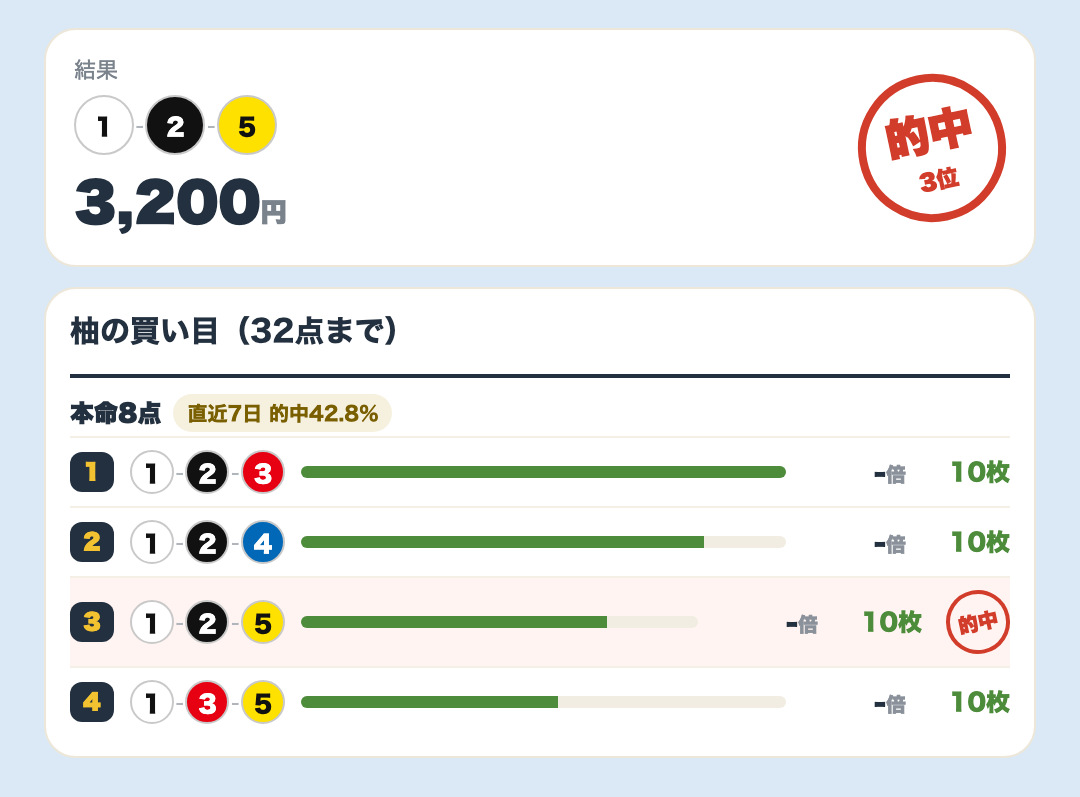 結果
1-2-5
3,200円
的中
3位
柚の買い目（32点まで）
本命8点 直近7日 的中42.8%
1 1-2-3 -倍 10枚
2 1-2-4 -倍 10枚
3 1-2-5 -倍 10枚 的中
4 1-3-5 -倍 10枚